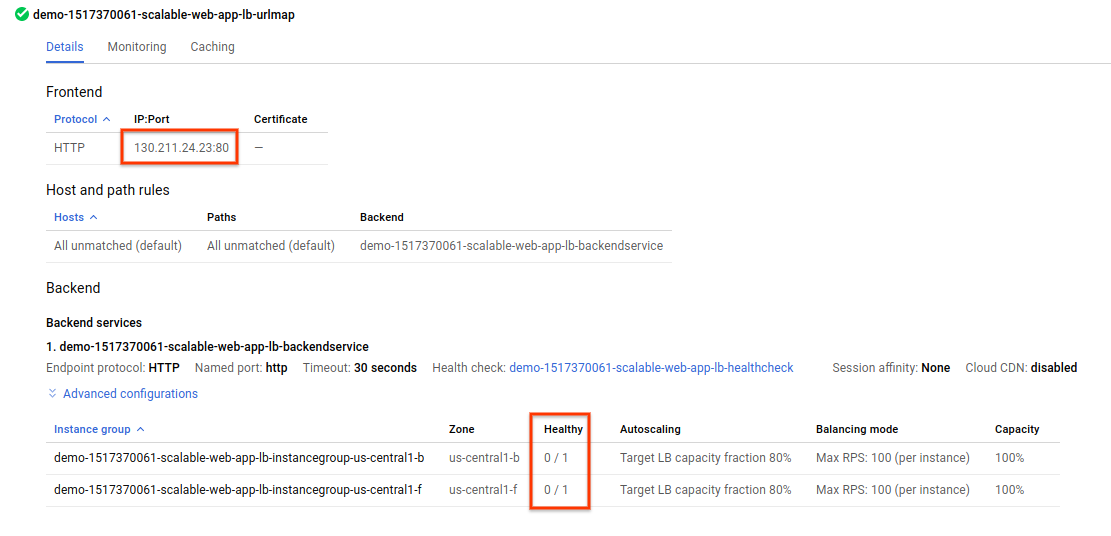 demo-1517370061-scalable-web-app-lb-urlmap
Details Monitoring Caching
Frontend
Protocol IP:Port Certificate
HTTP 130.211.24.23:80 —
Host and path rules
Hosts Paths Backend
All unmatched (default) All unmatched (default) demo-1517370061-scalable-web-app-lb-backendservice
Backend
Backend services
1. demo-1517370061-scalable-web-app-lb-backendservice
Endpoint protocol: HTTP Named port: http Timeout: 30 seconds Health check: demo-1517370061-scalable-web-app-lb-healthcheck Session affinity: None Cloud CDN: disabled
Advanced configurations
Instance group Zone Healthy Autoscaling Balancing mode Capacity
demo-1517370061-scalable-web-app-lb-instancegroup-us-central1-b us-central1-b 0 / 1 Target LB capacity fraction 80% Max RPS: 100 (per instance) 100%
demo-1517370061-scalable-web-app-lb-instancegroup-us-central1-f us-central1-f 0 / 1 Target LB capacity fraction 80% Max RPS: 100 (per instance) 100%